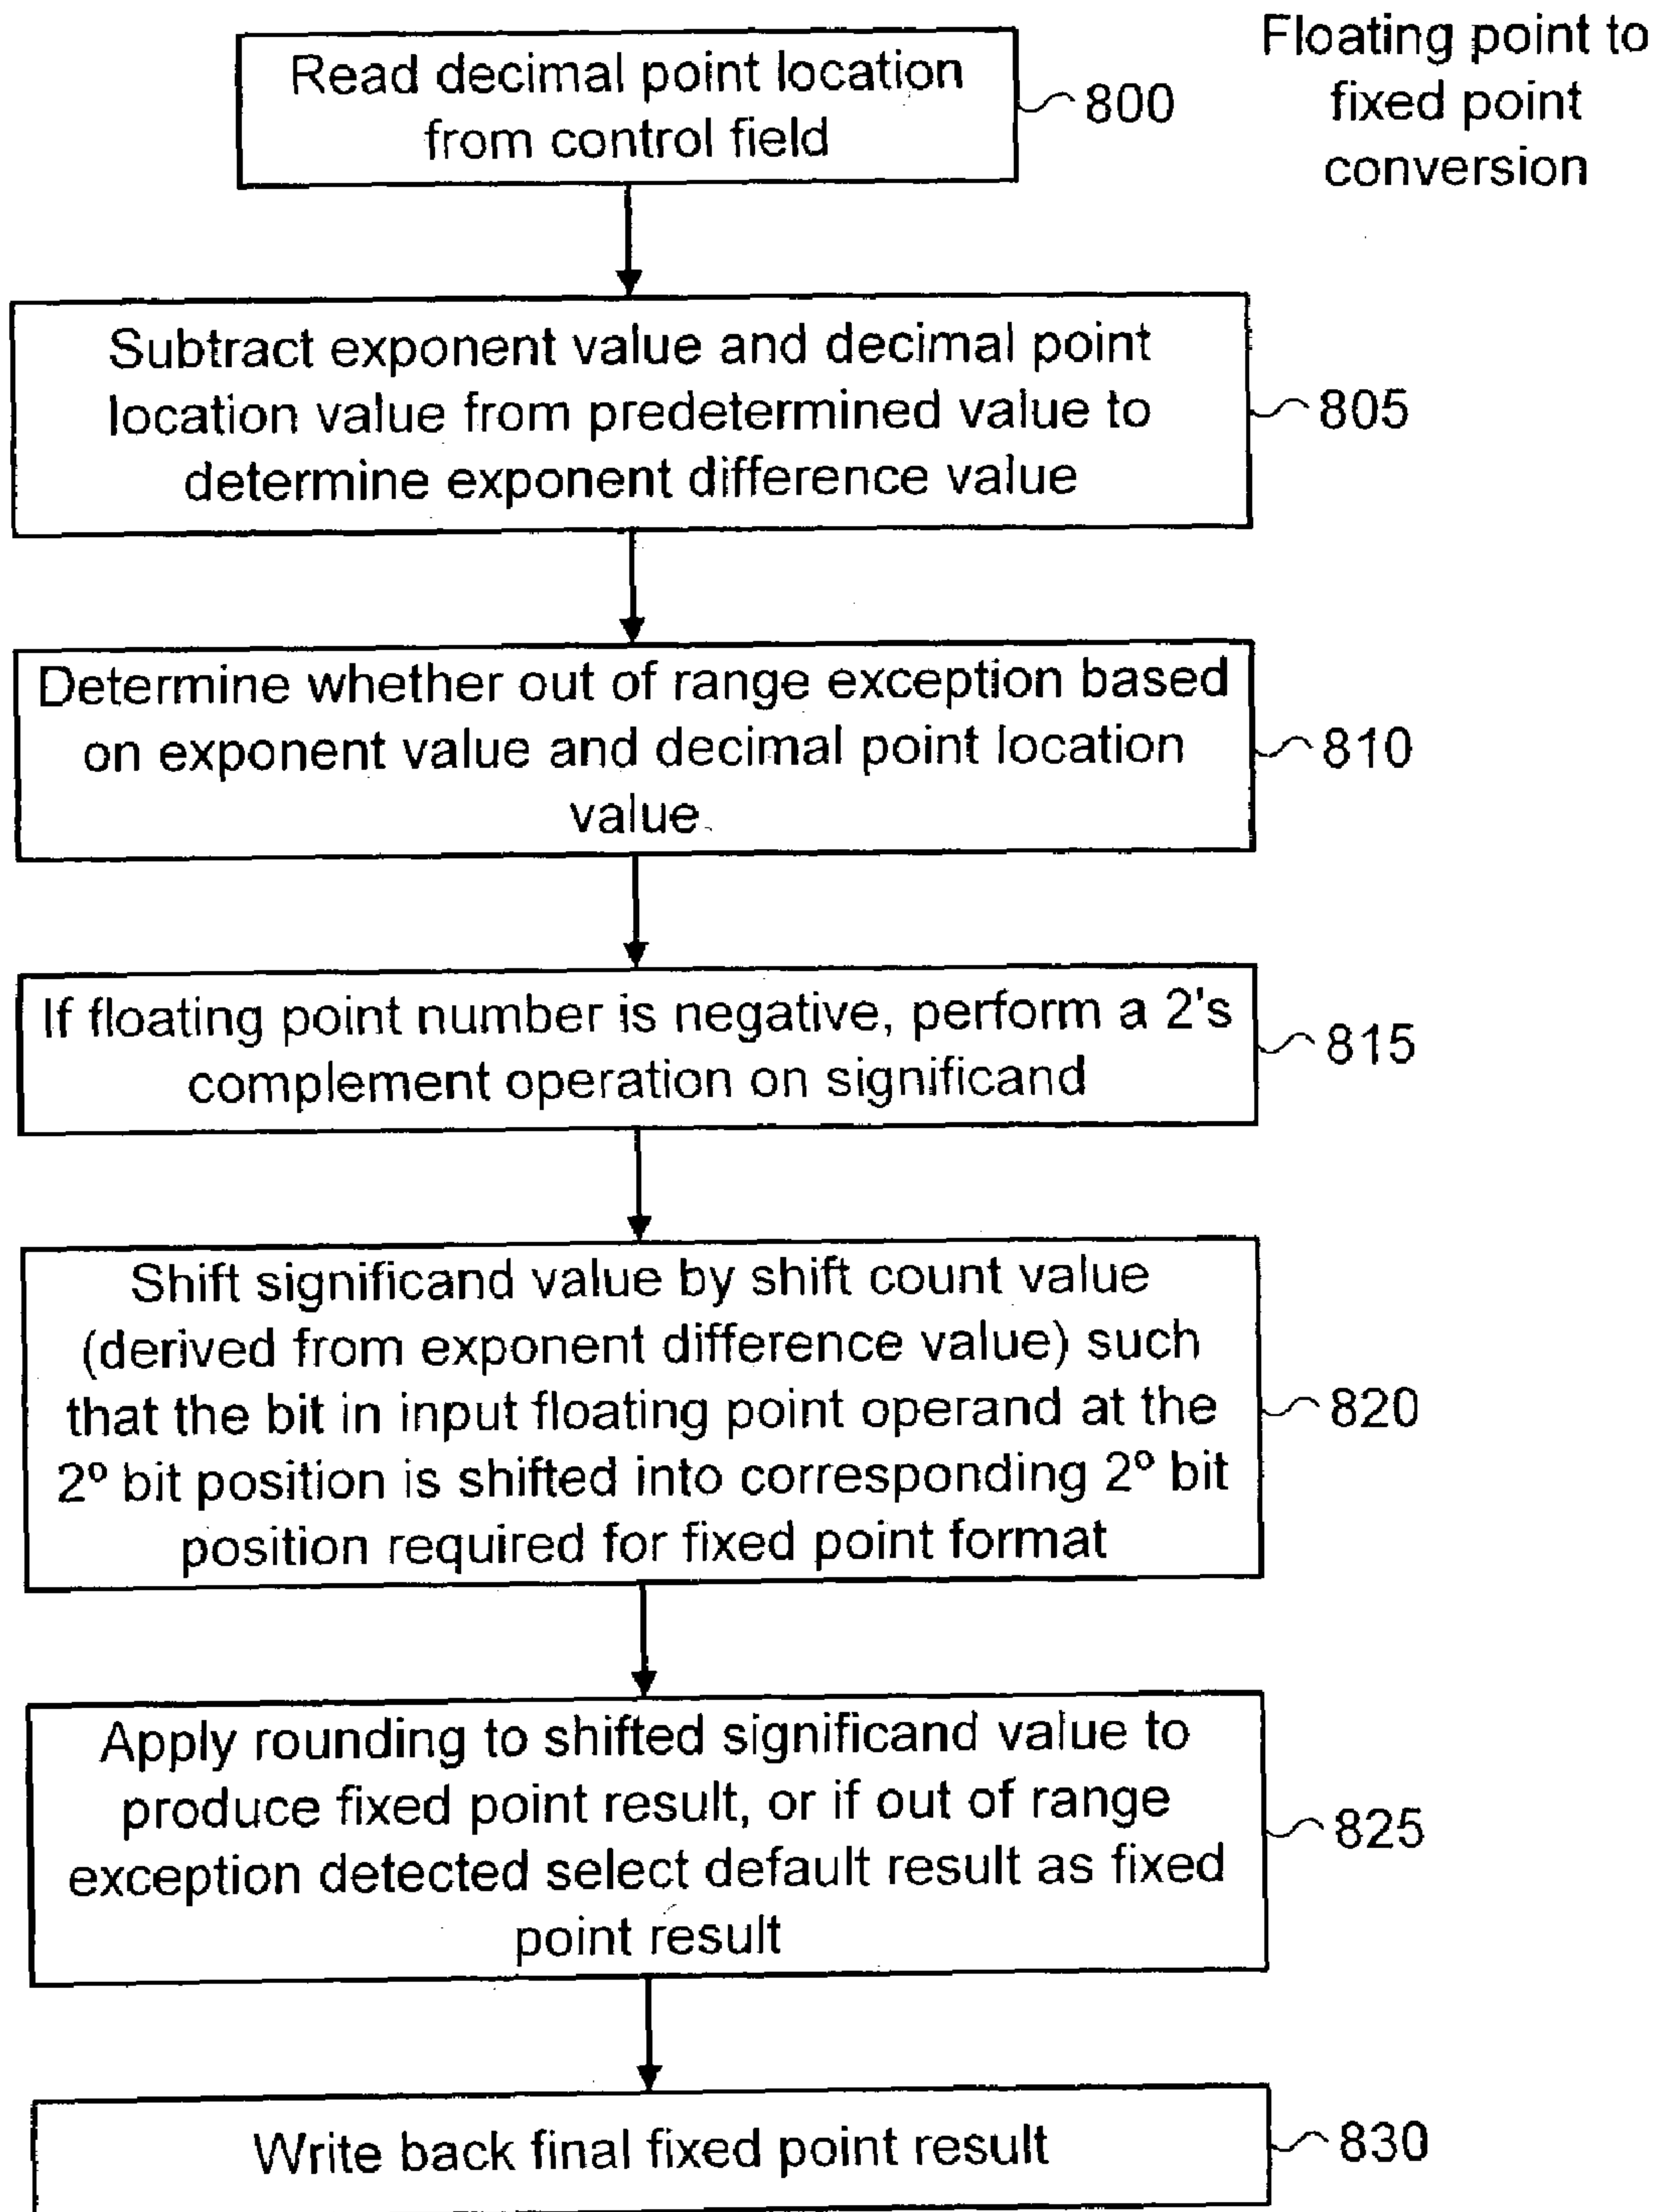 Floating point to
fixed point
conversion
Read decimal point location
from control field
800
Subtract exponent value and decimal point
location value from predetermined value to
determine exponent difference value
805
Determine whether out of range exception based
on exponent value and decimal point location
value
810
If floating point number is negative, perform a 2's
complement operation on significand
815
Shift significand value by shift count value
(derived from exponent difference value) such
that the bit in input floating point operand at the
2º bit position is shifted into corresponding 2º bit
position required for fixed point format
820
Apply rounding to shifted significand value to
produce fixed point result, or if out of range
exception detected select default result as fixed
point result
825
Write back final fixed point result
830